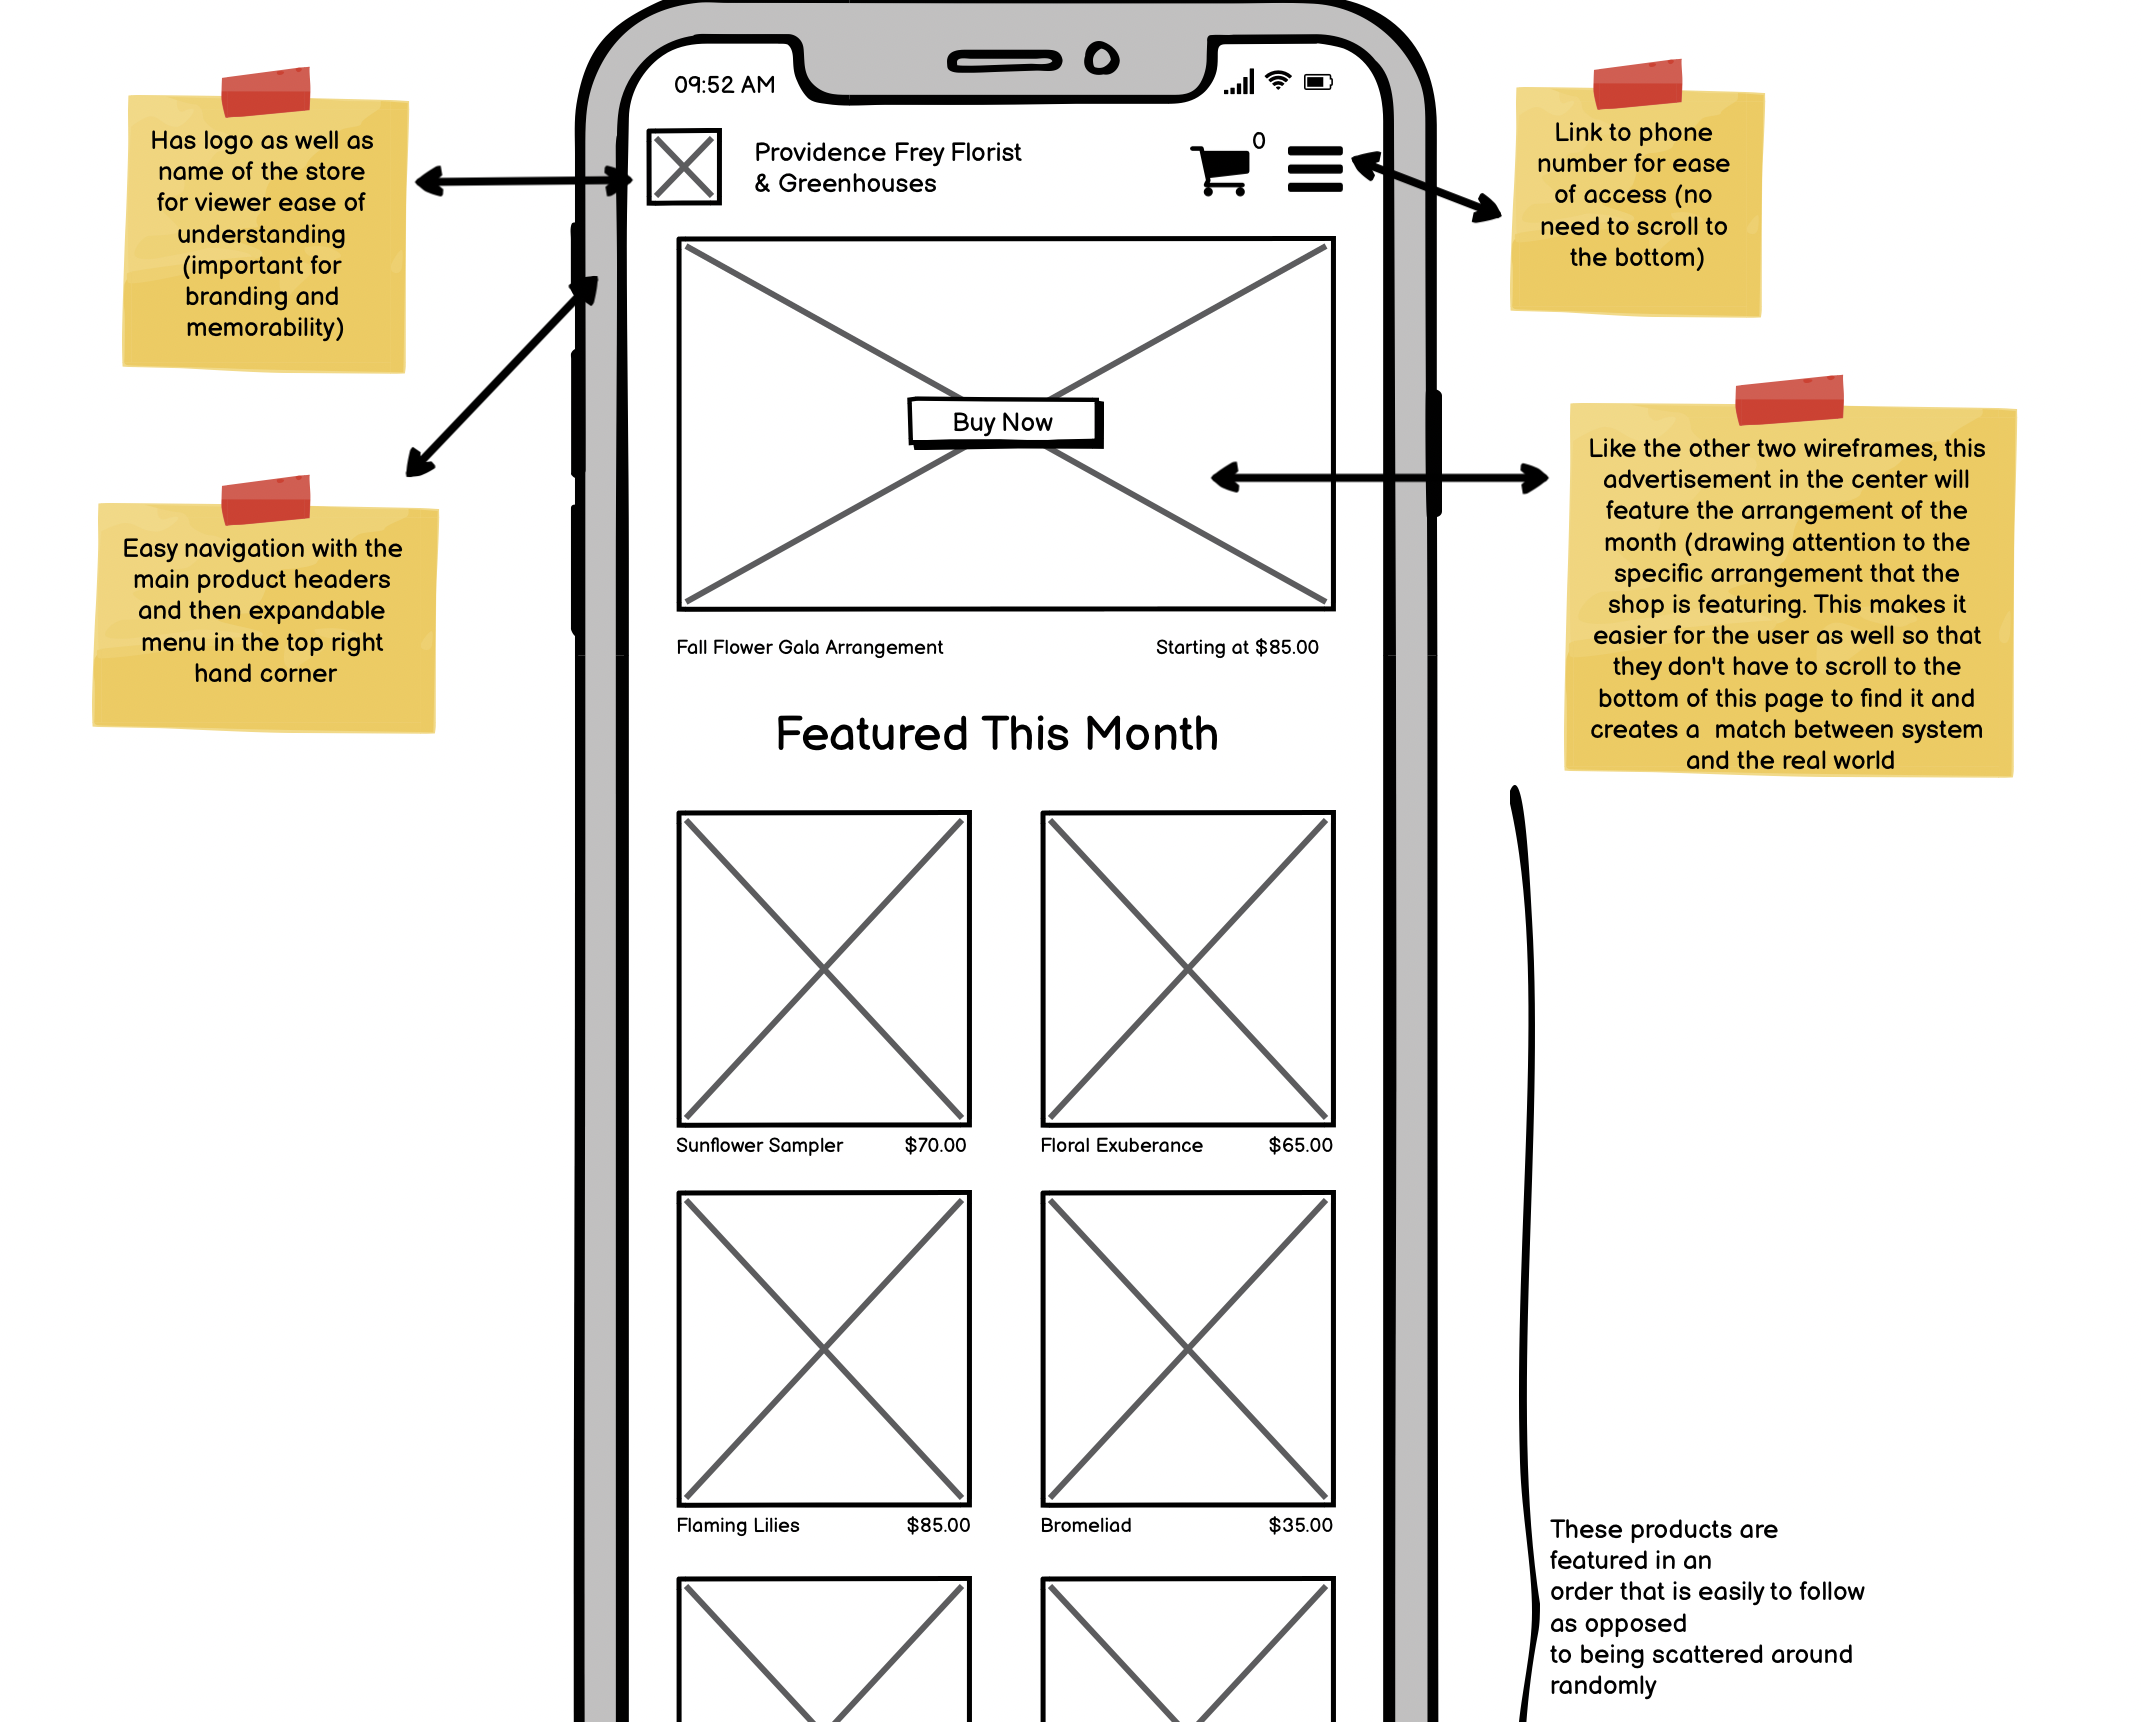 09:52 AM
Providence Frey Florist
& Greenhouses
0
Has logo as well as
name of the store
for viewer ease of
understanding
(important for
branding and
memorability)
Link to phone
number for ease
of access (no
need to scroll to
the bottom)
Buy Now
Easy navigation with the
main product headers
and then expandable
menu in the top right
hand corner
Like the other two wireframes, this
advertisement in the center will
feature the arrangement of the
month (drawing attention to the
specific arrangement that the
shop is featuring. This makes it
easier for the user as well so that
they don't have to scroll to the
bottom of this page to find it and
creates a  match between system
and the real world
Fall Flower Gala Arrangement
Starting at $85.00
Featured This Month
Sunflower Sampler
$70.00
Floral Exuberance
$65.00
Flaming Lilies
$85.00
Bromeliad
$35.00
These products are
featured in an
order that is easily to follow
as opposed
to being scattered around
randomly